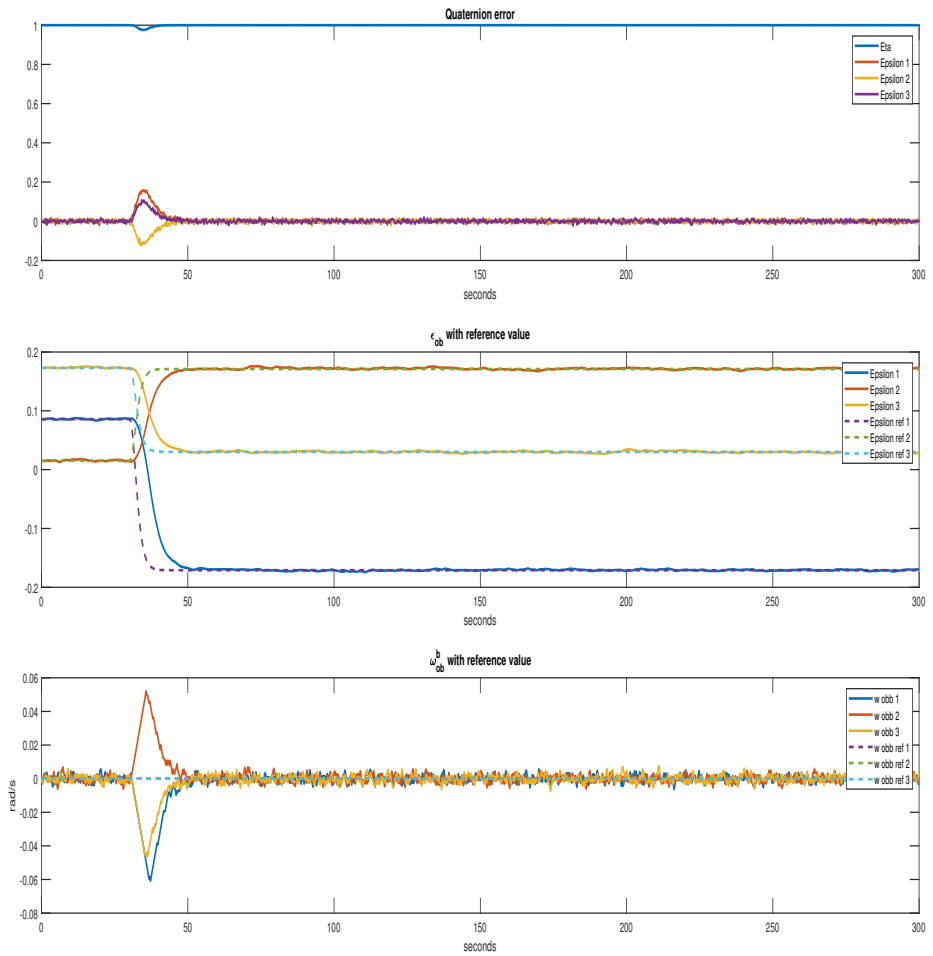 Quaternion error
1
0.8
0.6
0.4
0.2
0
-0.2
Eta
Epsilon 1
Epsilon 2
Epsilon 3
0 50 100 150 200 250 300
seconds
ϵob with reference value
0.2
0.1
0
-0.1
-0.2
Epsilon 1
Epsilon 2
Epsilon 3
Epsilon ref 1
Epsilon ref 2
Epsilon ref 3
0 50 100 150 200 250 300
seconds
ω^b_ob with reference value
0.06
0.04
0.02
0
-0.02
-0.04
-0.06
-0.08
rad/s
w obb 1
w obb 2
w obb 3
w obb ref 1
w obb ref 2
w obb ref 3
0 50 100 150 200 250 300
seconds